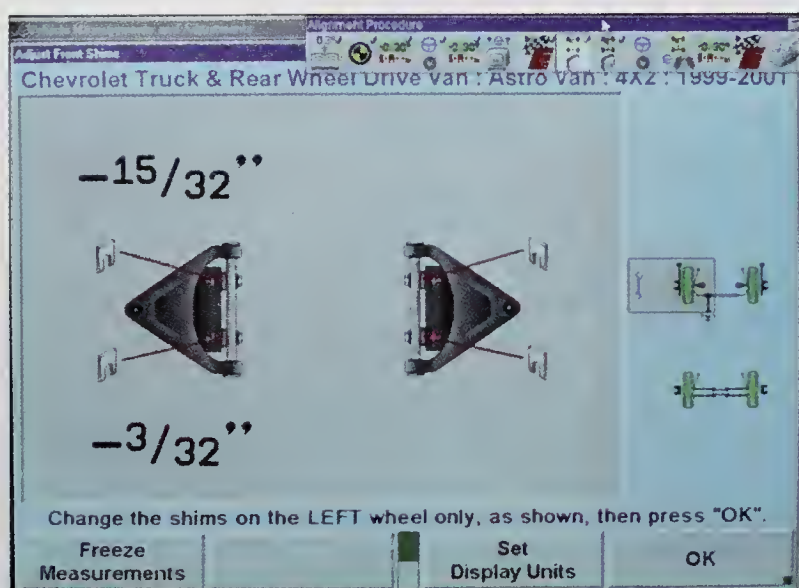 Alignment Procedure
Adjust Front Shims
Chevrolet Truck & Rear Wheel Drive Van : Astro Van : 4X2 : 1999-2001
-15/32"
-3/32"
Change the shims on the LEFT wheel only, as shown, then press "OK".
Freeze
Measurements
Set
Display Units
OK